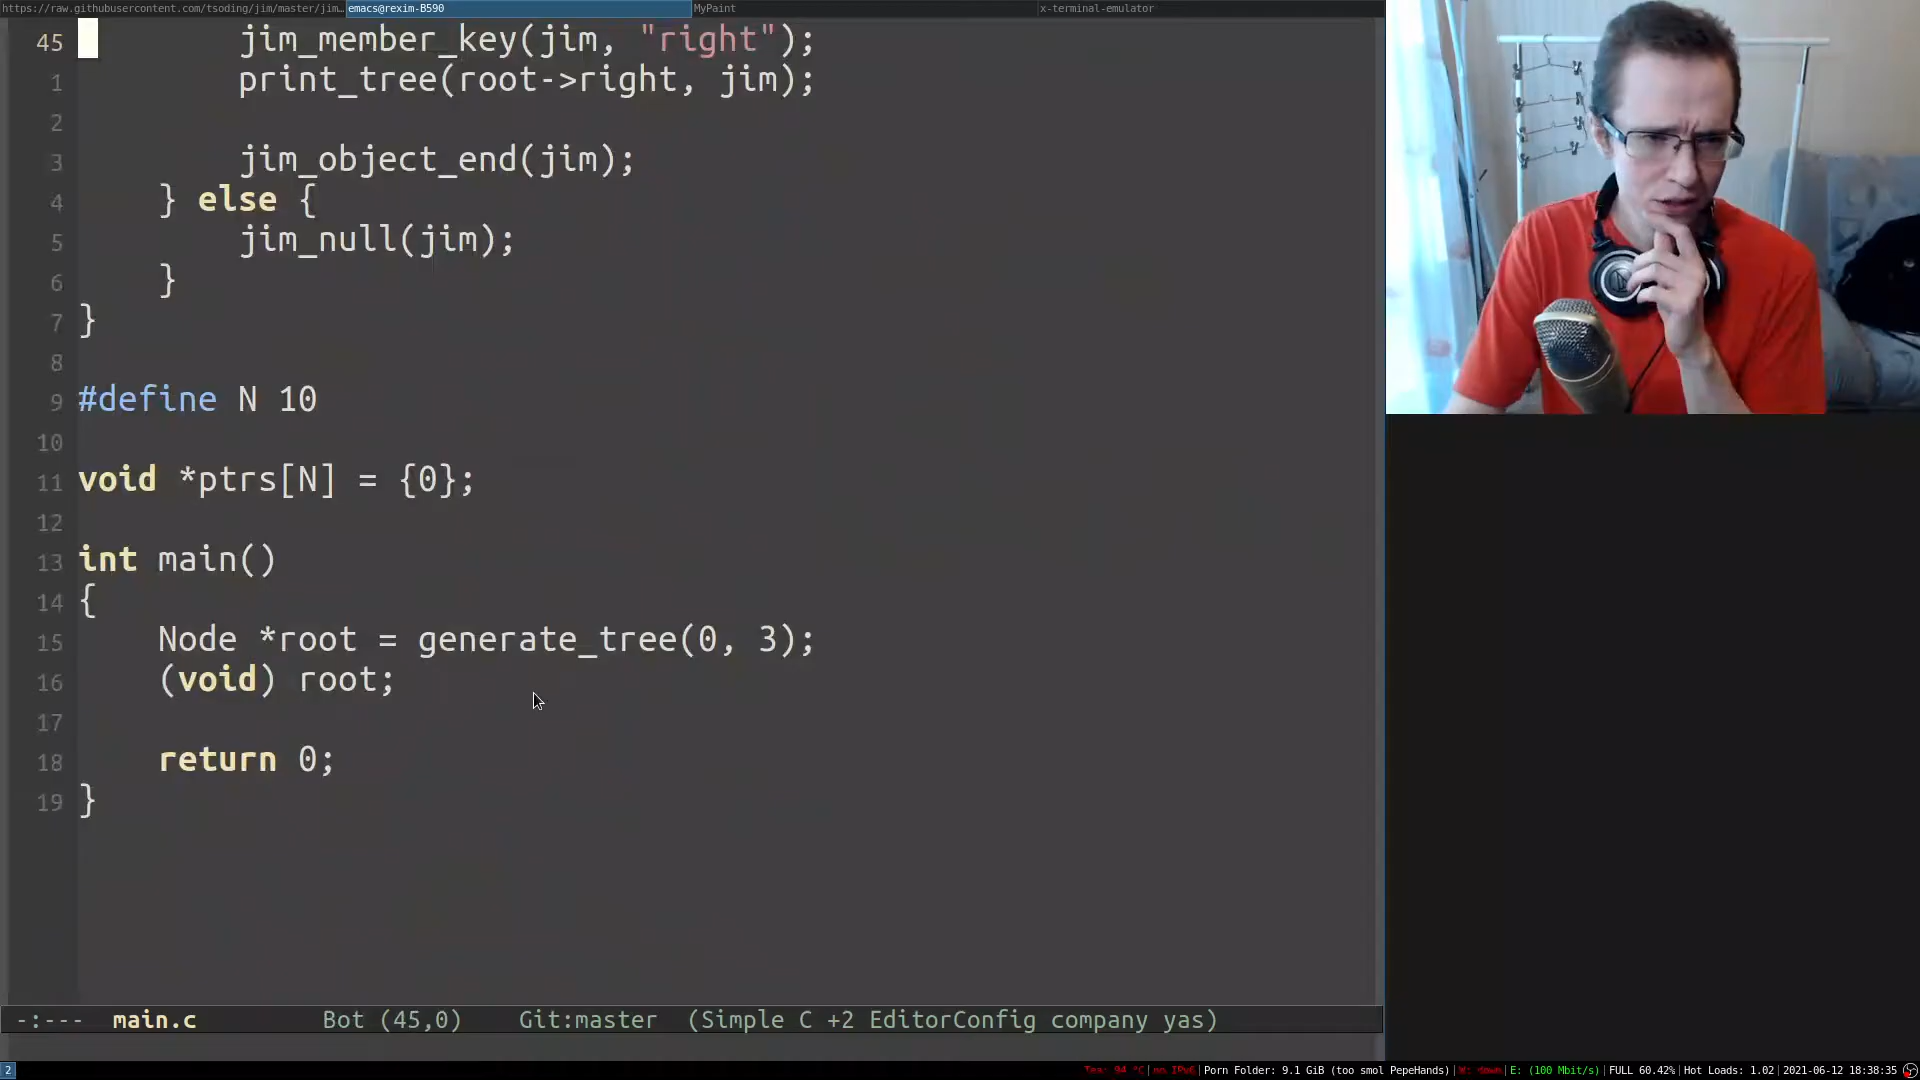 https://raw.githubusercontent.com/tsoding/jim/master/jim… emacs@rexim-B590 MyPaint x-terminal-emulator
45 jim_member_key(jim, "right");
1 print_tree(root->right, jim);
2
3 jim_object_end(jim);
4 } else {
5 jim_null(jim);
6 }
7 }
8
9 #define N 10
10
11 void *ptrs[N] = {0};
12
13 int main()
14 {
15 Node *root = generate_tree(0, 3);
16 (void) root;
17
18 return 0;
19 }
-:--- main.c Bot (45,0) Git:master (Simple C +2 EditorConfig company yas)
2 94 °C| no IPv6| Porn Folder: 9.1 GiB (too smol PepeHands)| W: down| E: (100 Mbit/s)| FULL 60.42%| Hot Loads: 1.02| 2021-06-12 18:38:35